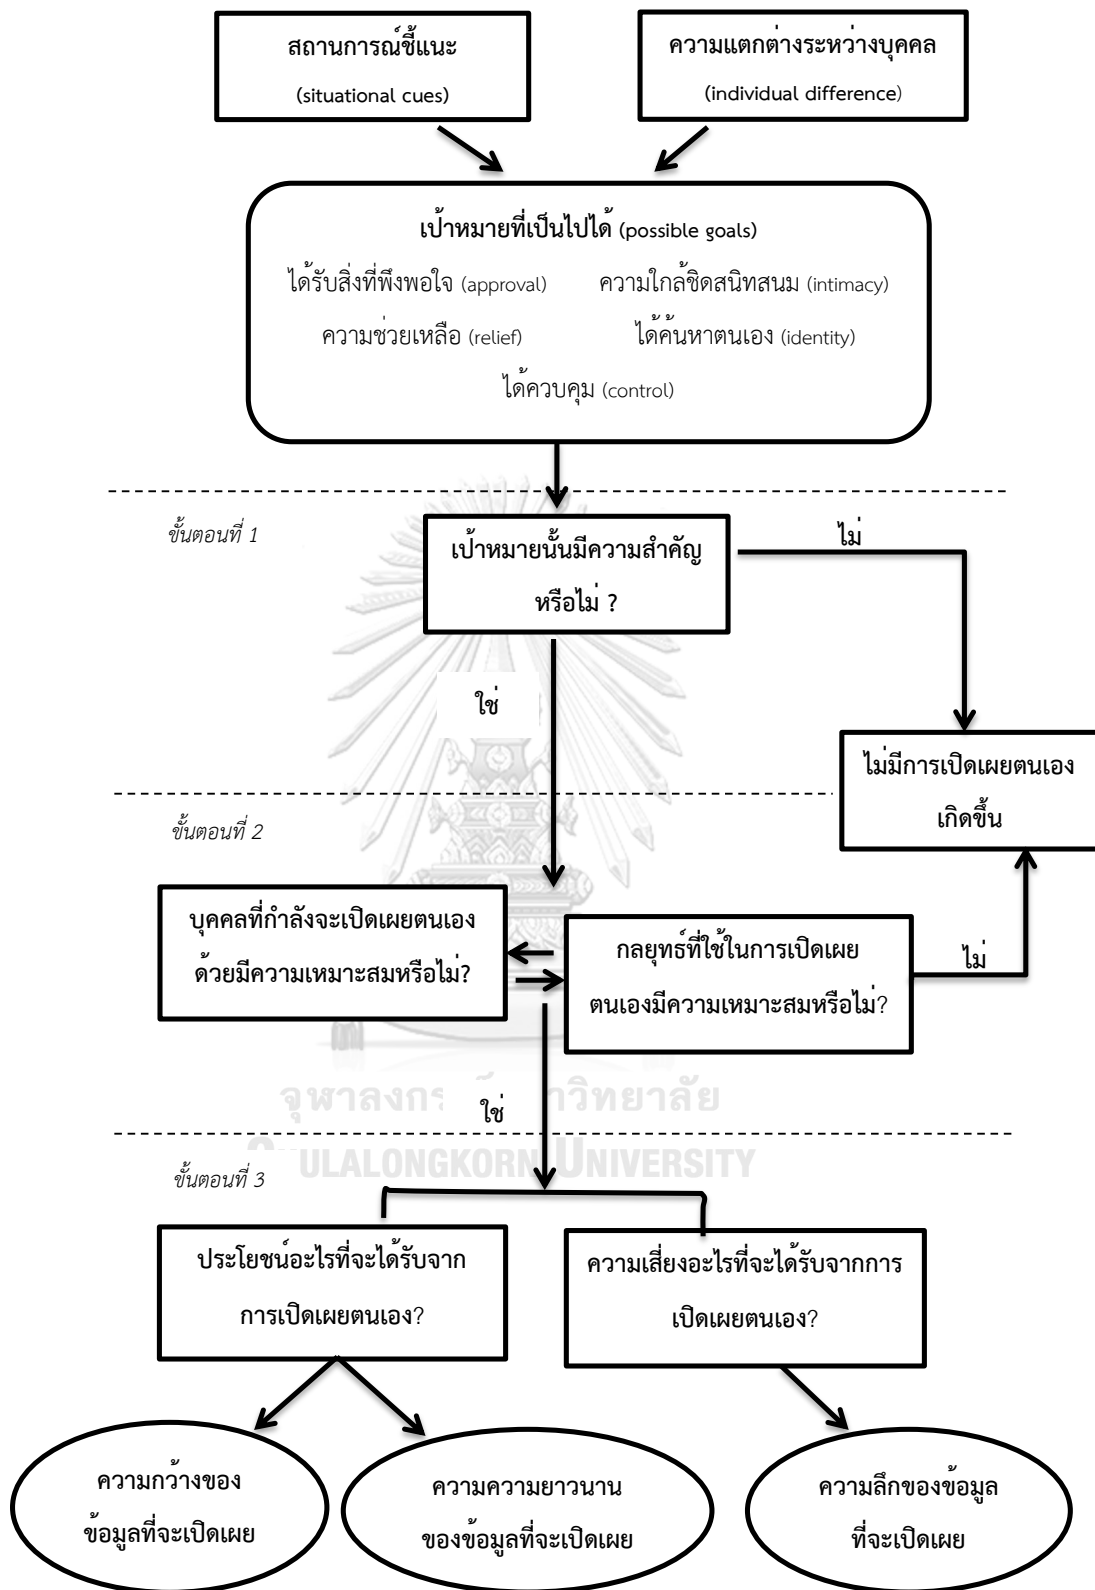 สถานการณ์ชี้แนะ
(situational cues)
ความแตกต่างระหว่างบุคคล
(individual difference)
เป้าหมายที่เป็นไปได้ (possible goals)
ได้รับสิ่งที่พึงพอใจ (approval) ความใกล้ชิดสนิทสนม (intimacy)
ความช่วยเหลือ (relief) ได้ค้นหาตนเอง (identity)
ได้ควบคุม (control)
ขั้นตอนที่ 1
เป้าหมายนั้นมีความสำคัญ
หรือไม่ ?
ไม่
ใช่
ไม่มีการเปิดเผยตนเอง
เกิดขึ้น
ขั้นตอนที่ 2
บุคคลที่กำลังจะเปิดเผยตนเอง
ด้วยมีความเหมาะสมหรือไม่?
กลยุทธ์ที่ใช้ในการเปิดเผย
ตนเองมีความเหมาะสมหรือไม่?
ไม่
ใช่
จุฬาลงกร วิทยาลัย
ULALONGKORN UNIVERSITY
ขั้นตอนที่ 3
ประโยชน์อะไรที่จะได้รับจาก
การเปิดเผยตนเอง?
ความเสี่ยงอะไรที่จะได้รับจากการ
เปิดเผยตนเอง?
ความกว้างของ
ข้อมูลที่จะเปิดเผย
ความความยาวนาน
ของข้อมูลที่จะเปิดเผย
ความลึกของข้อมูล
ที่จะเปิดเผย